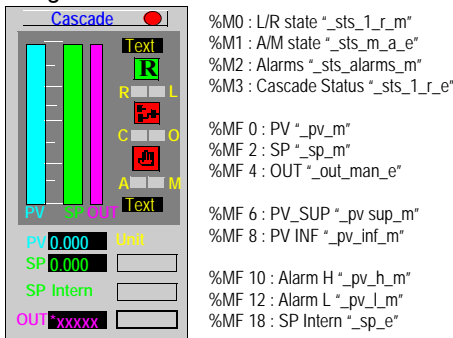 Cascade
Text
R
R L
C O
A M
Text
PV SP OUT
PV 0.000 Unit
SP 0.000
SP Intern
OUT *xxxxx
%M0 : L/R state “_sts_1_r_m”
%M1 : A/M state “_sts_m_a_e”
%M2 : Alarms “_sts_alarms_m”
%M3 : Cascade Status “_sts_1_r_e”
%MF 0 : PV “_pv_m”
%MF 2 : SP “_sp_m”
%MF 4 : OUT “_out_man_e”
%MF 6 : PV_SUP “_pv sup_m”
%MF 8 : PV INF “_pv_inf_m”
%MF 10 : Alarm H “_pv_h_m”
%MF 12 : Alarm L “_pv_l_m”
%MF 18 : SP Intern “_sp_e”